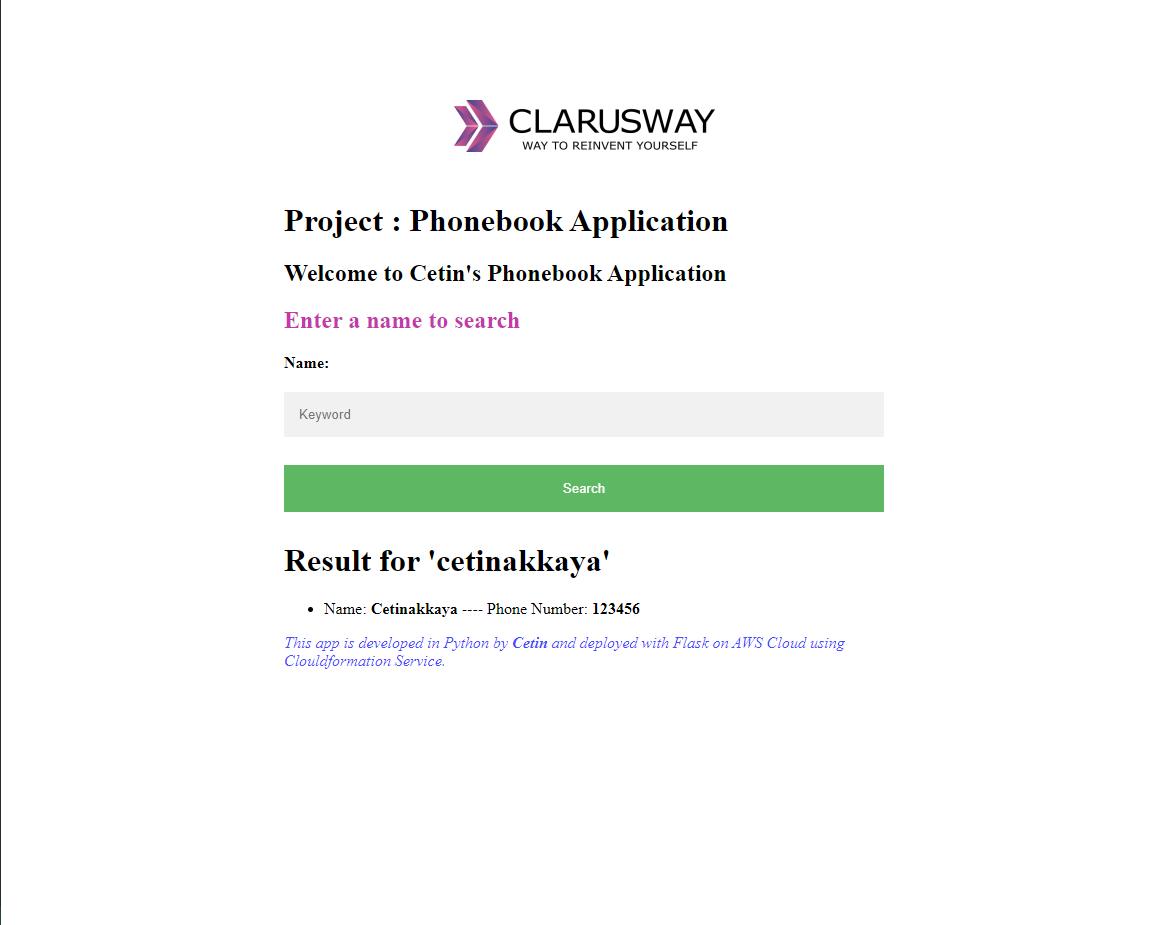 CLARUSWAY
WAY TO REINVENT YOURSELF
Project : Phonebook Application
Welcome to Cetin's Phonebook Application
Enter a name to search
Name:
Keyword
Search
Result for 'cetinakkaya'
• Name: Cetinakkaya ---- Phone Number: 123456
This app is developed in Python by Cetin and deployed with Flask on AWS Cloud using
Clouldformation Service.